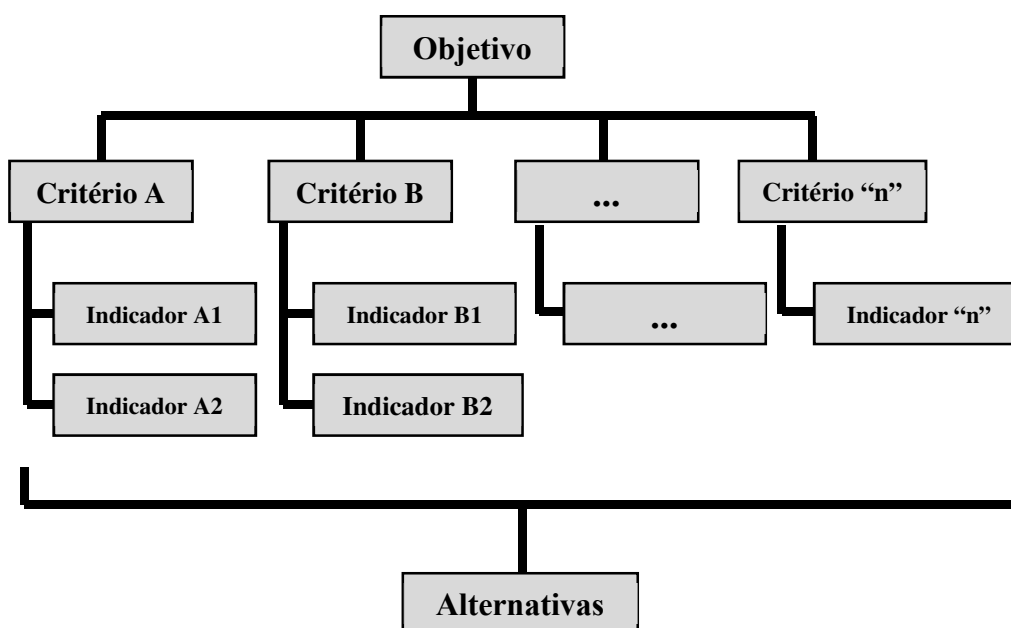 Objetivo
Critério A
Critério B
...
Critério “n”
Indicador A1
Indicador B1
...
Indicador “n”
Indicador A2
Indicador B2
Alternativas